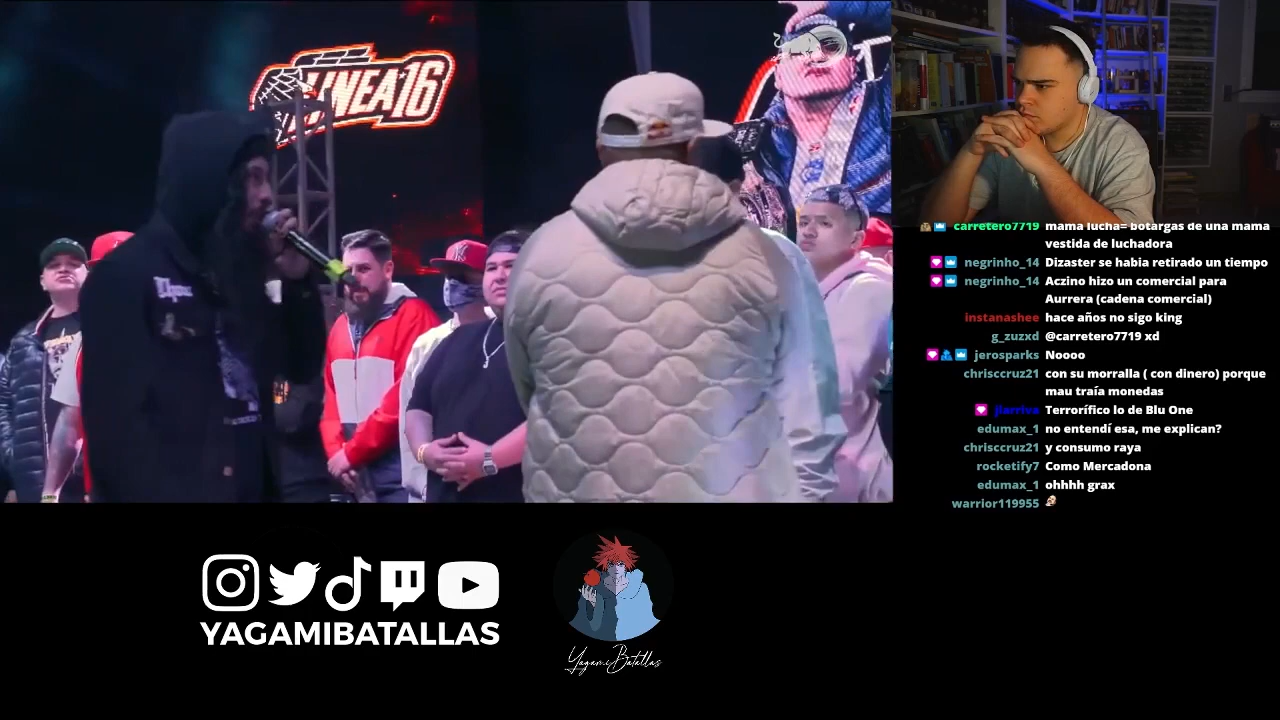 LINEA16
carretero7719 mama lucha= botargas de una mama
vestida de luchadora
negrinho_14 Dizaster se habia retirado un tiempo
negrinho_14 Aczino hizo un comercial para
Aurrera (cadena comercial)
instanashee hace años no sigo king
g_zuzxd @carretero7719 xd
jerosparks Noooo
chrisccruz21 con su morralla ( con dinero) porque
mau traía monedas
jlarriva Terrorífico lo de Blu One
edumax_1 no entendí esa, me explican?
chrisccruz21 y consumo raya
rocketify7 Como Mercadona
edumax_1 ohhhh grax
warrior119955
YAGAMIBATALLAS
YagamiBatallas